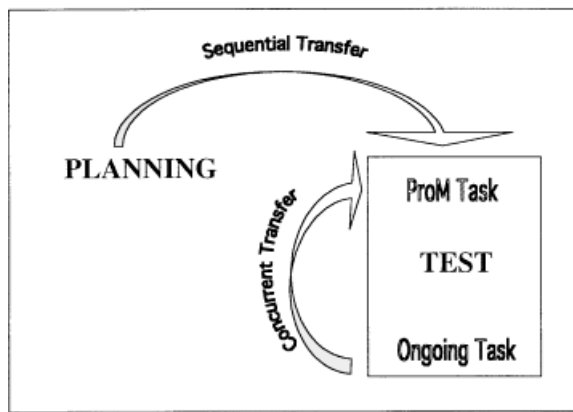 Sequential Transfer
PLANNING
ProM Task
Concurrent Transfer
TEST
Ongoing Task